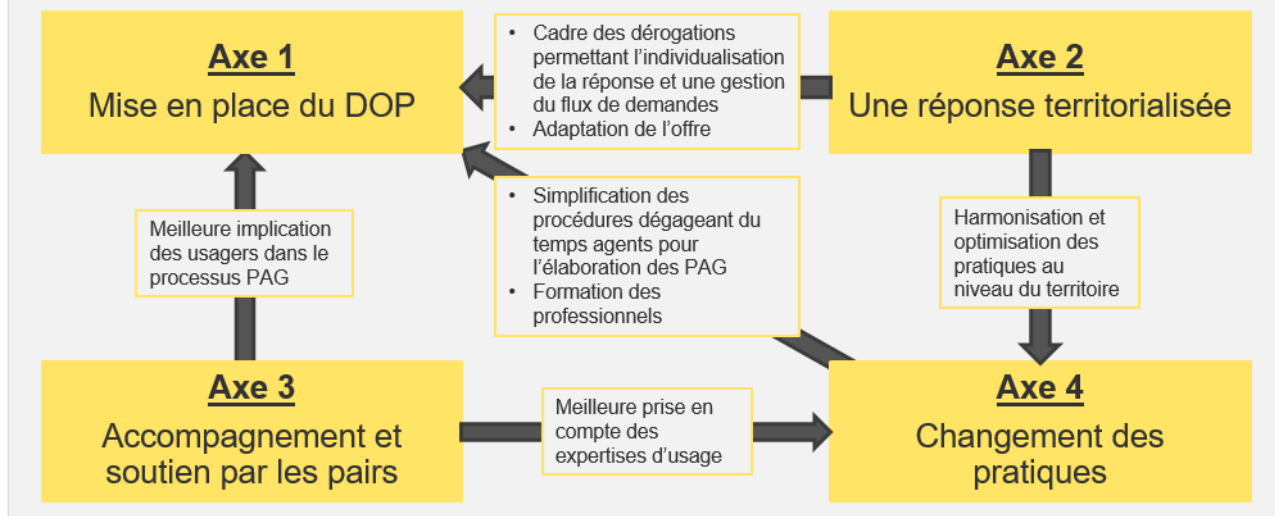 Axe 1
Mise en place du DOP
• Cadre des dérogations
permettant l’individualisation
de la réponse et une gestion
du flux de demandes
• Adaptation de l’offre
Axe 2
Une réponse territorialisée
Meilleure implication
des usagers dans le
processus PAG
• Simplification des
procédures dégageant du
temps agents pour
l’élaboration des PAG
• Formation des
professionnels
Harmonisation et
optimisation des
pratiques au
niveau du territoire
Axe 3
Accompagnement et
soutien par les pairs
Meilleure prise en
compte des
expertises d’usage
Axe 4
Changement des
pratiques